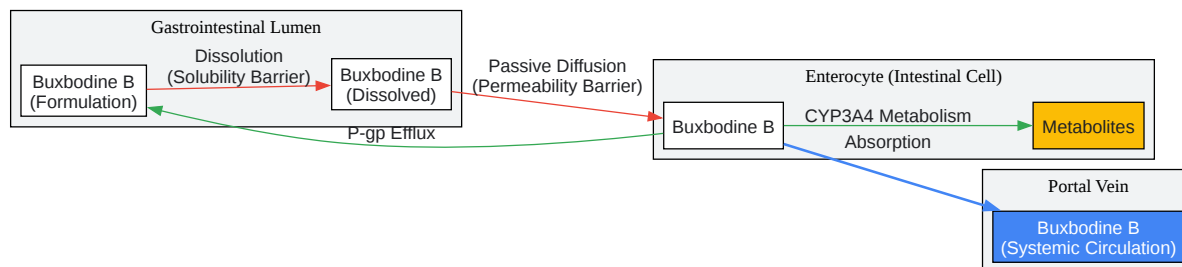 Gastrointestinal Lumen
Dissolution
(Solubility Barrier)
Buxbodine B
(Formulation)
Buxbodine B
(Dissolved)
Passive Diffusion
(Permeability Barrier)
P-gp Efflux
Enterocyte (Intestinal Cell)
Buxbodine B
CYP3A4 Metabolism
Metabolites
Absorption
Portal Vein
Buxbodine B
(Systemic Circulation)